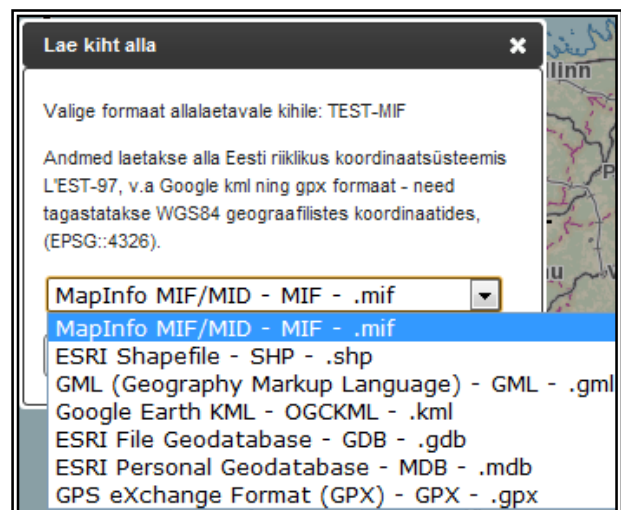 Lae kiht alla
llinn
Valige formaat allalaetavale kihile: TEST-MIF
Andmed laetakse alla Eesti riiklikus koordinaatsüsteemis
L'EST-97, v.a Google kml ning gpx formaat - need
tagastatakse WGS84 geograafilistes koordinaatides,
(EPSG::4326).
MapInfo MIF/MID - MIF - .mif
MapInfo MIF/MID - MIF - .mif
ESRI Shapefile - SHP - .shp
GML (Geography Markup Language) - GML - .gml
Google Earth KML - OGCKML - .kml
ESRI File Geodatabase - GDB - .gdb
ESRI Personal Geodatabase - MDB - .mdb
GPS eXchange Format (GPX) - GPX - .gpx